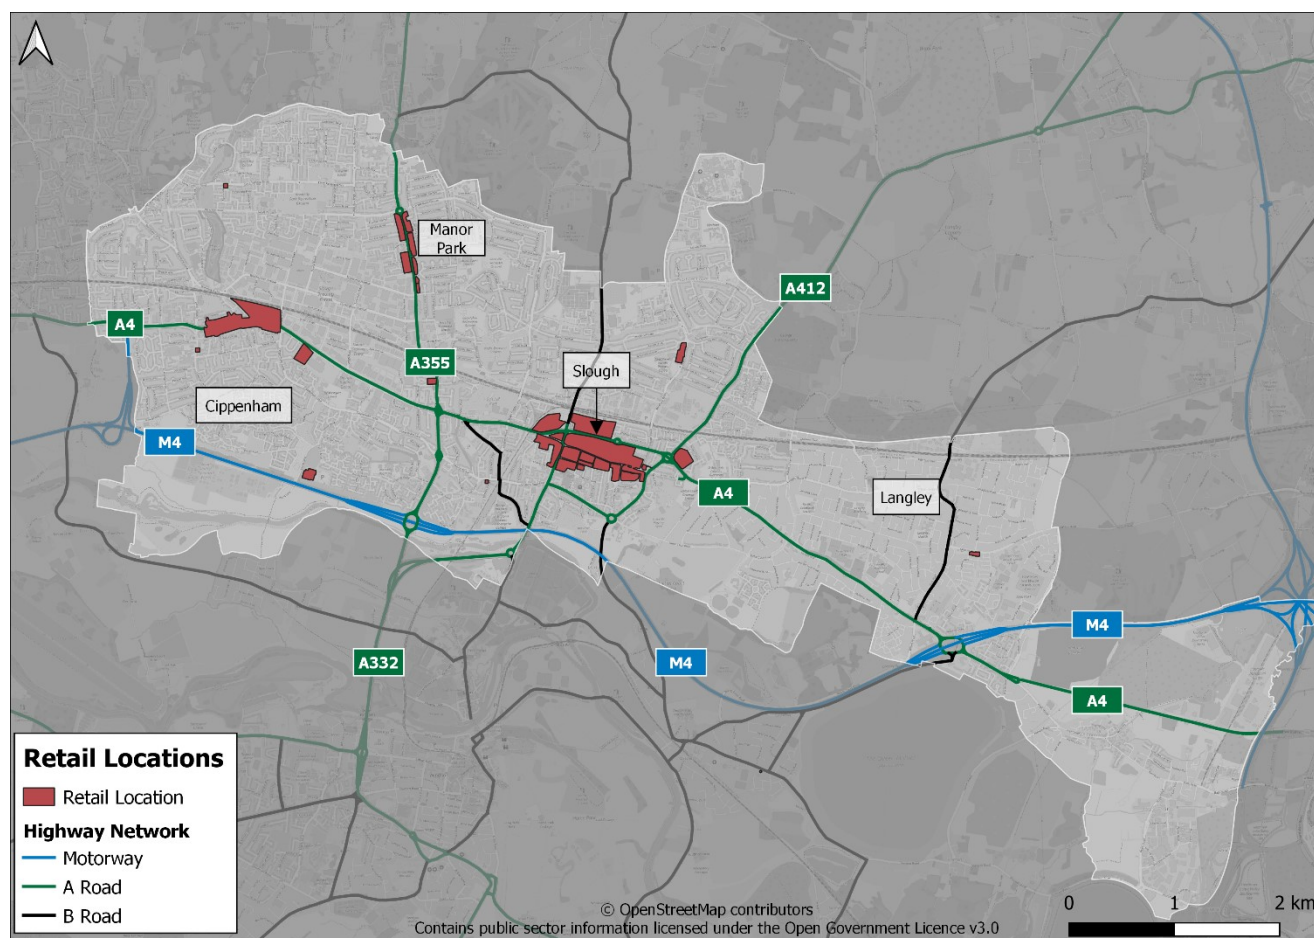 Manor
Park
A412
A4
A355
Slough
Cippenham
M4
A4
Langley
M4
A332
M4
A4
Retail Locations
Retail Location
Highway Network
Motorway
A Road
B Road
0 1 2 km
© OpenStreetMap contributors
Contains public sector information licensed under the Open Government Licence v3.0